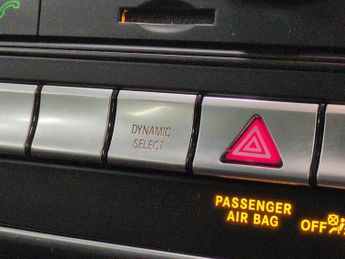 DYNAMIC
SELECT
PASSENGER
AIR BAG OFF